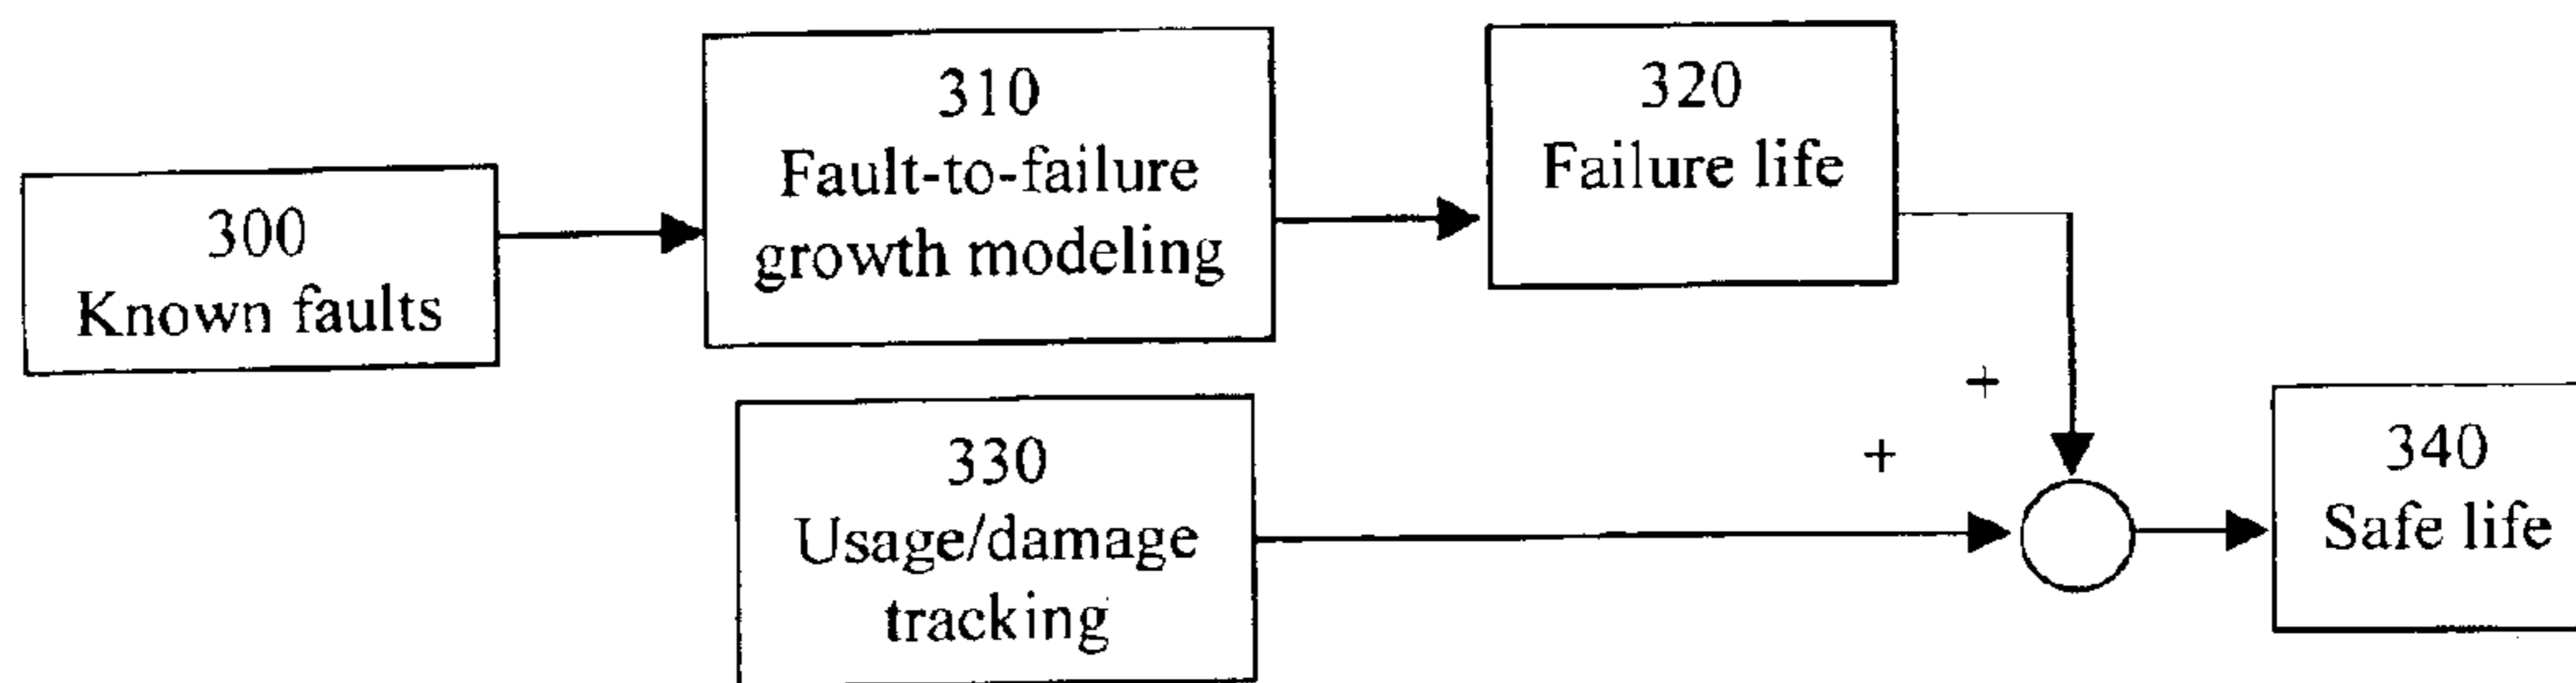 300
Known faults
310
Fault-to-failure
growth modeling
320
Failure life
+
+
330
Usage/damage
tracking
340
Safe life